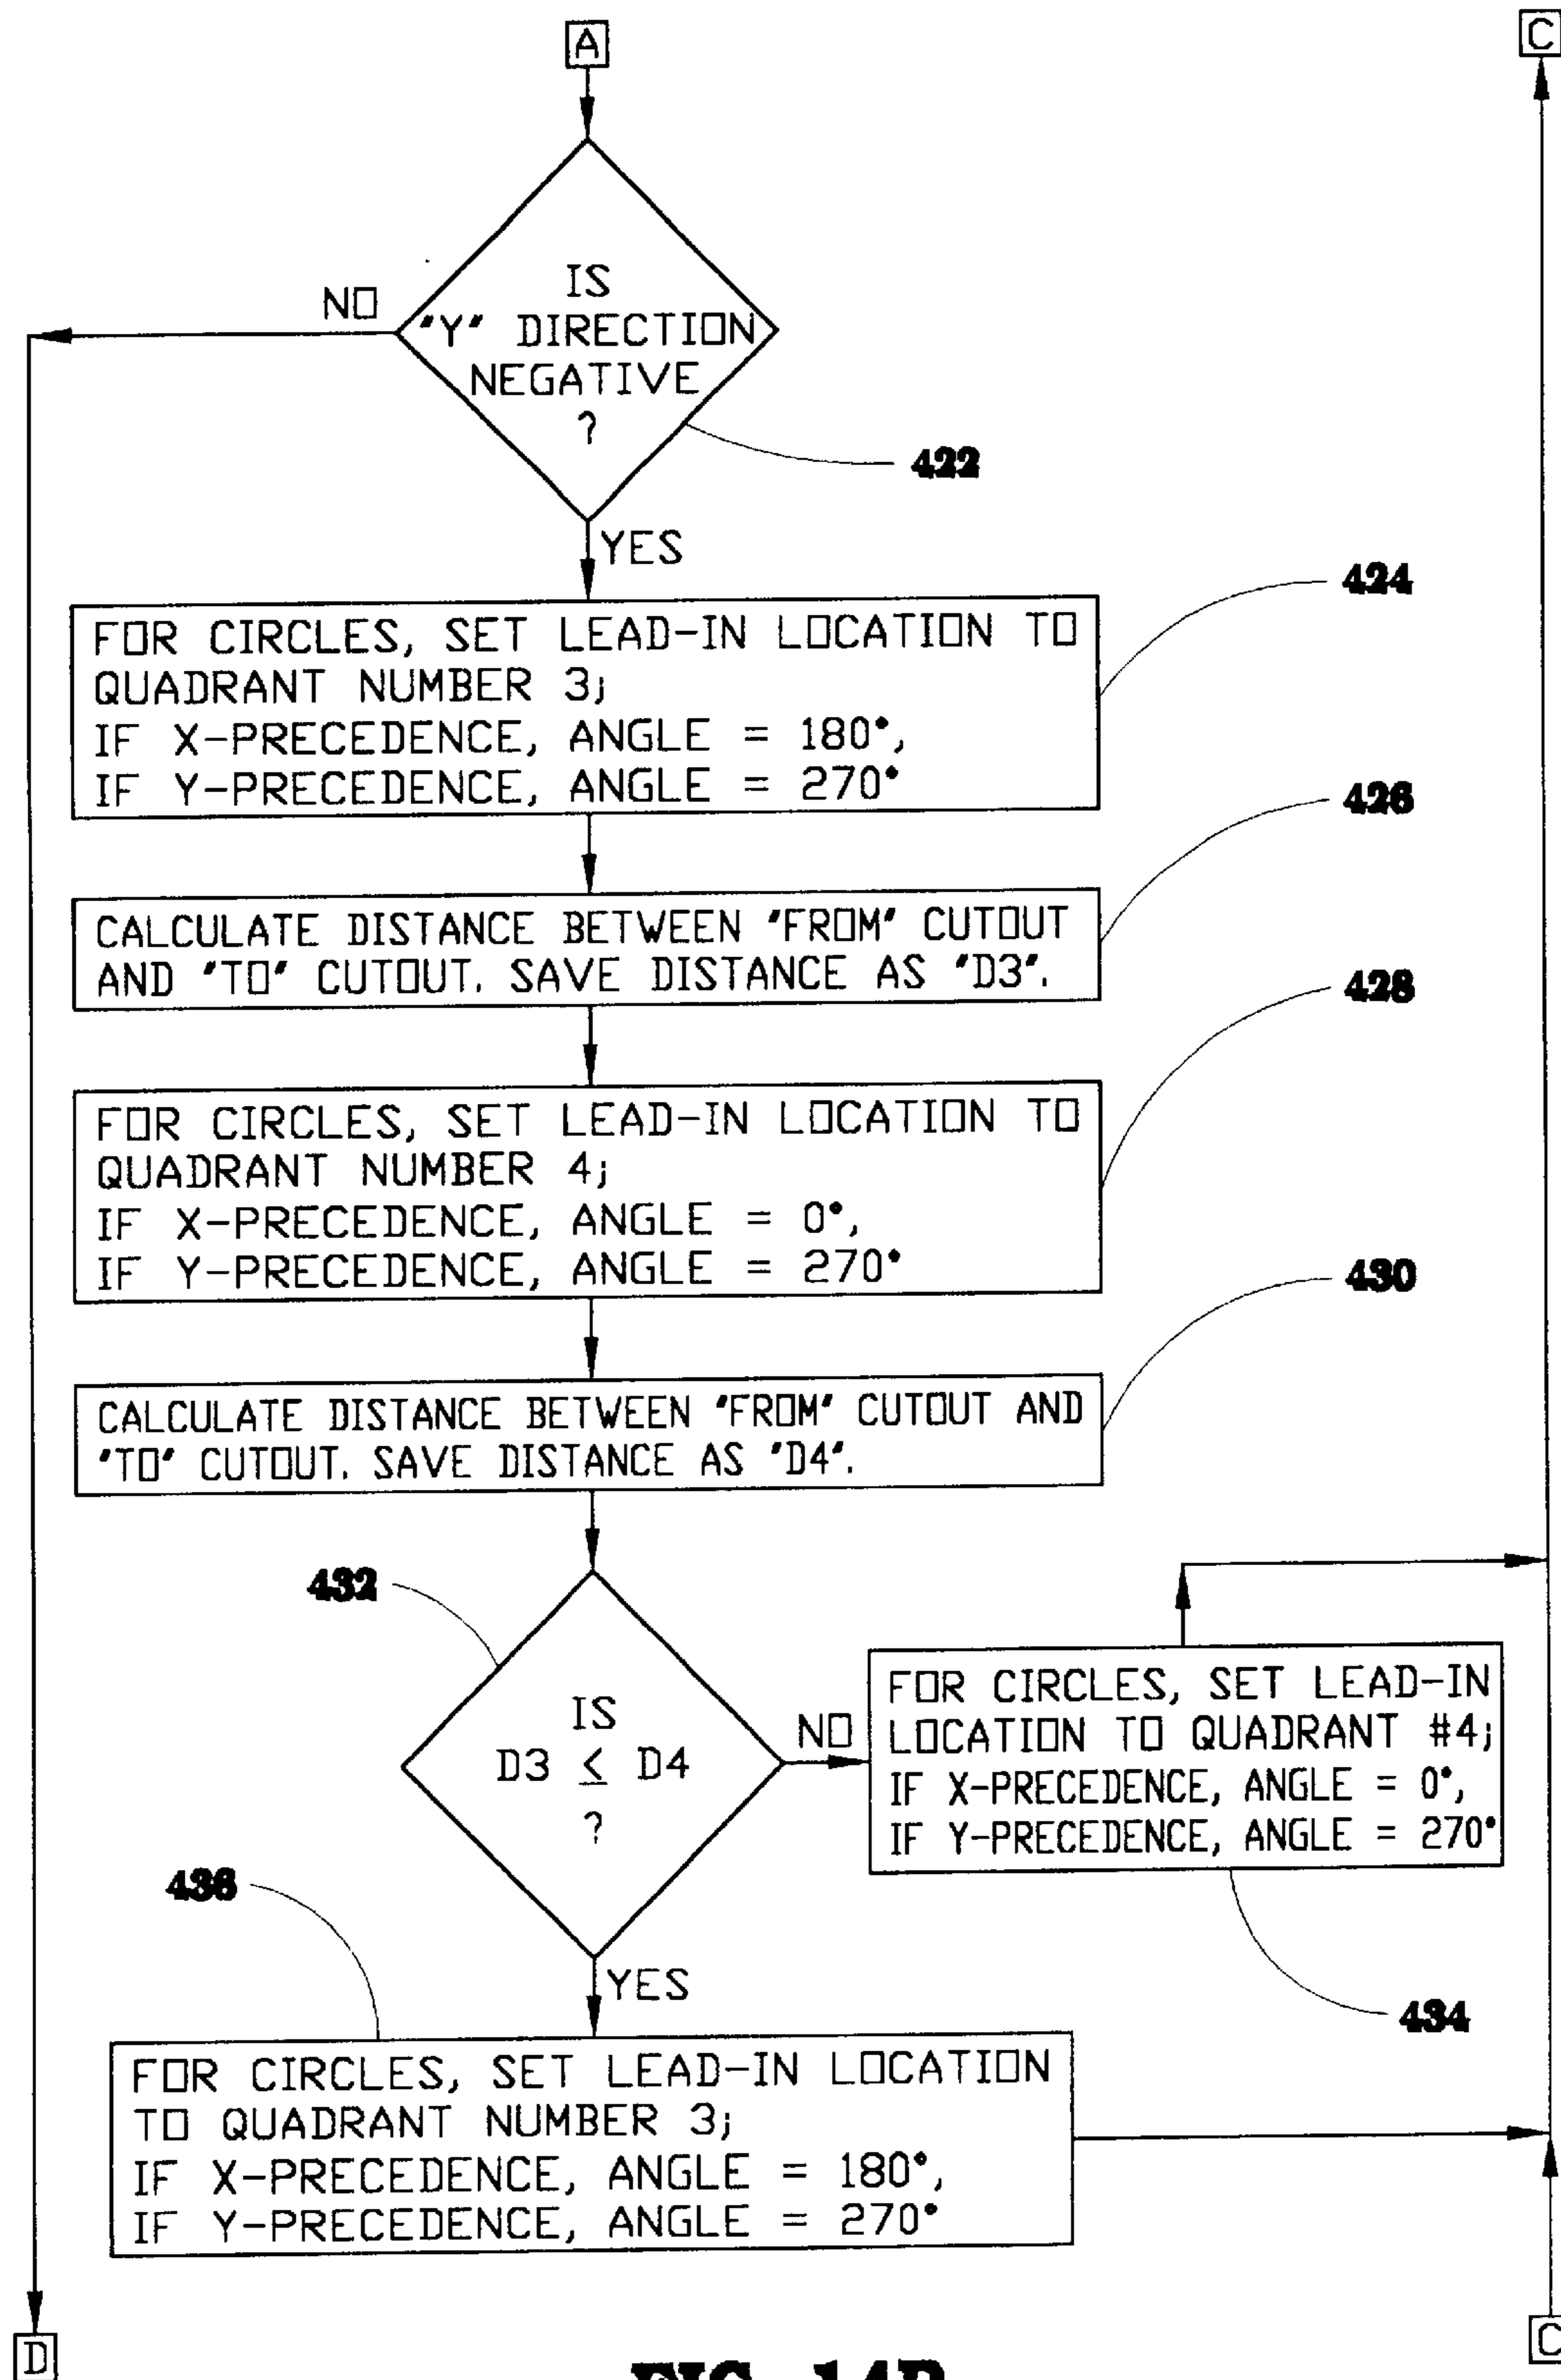 A
C
IS
"Y" DIRECTION
NEGATIVE
?
NO
422
YES
424
FOR CIRCLES, SET LEAD-IN LOCATION TO
QUADRANT NUMBER 3;
IF X-PRECEDENCE, ANGLE = 180°,
IF Y-PRECEDENCE, ANGLE = 270°
426
CALCULATE DISTANCE BETWEEN "FROM" CUTOUT
AND "TO" CUTOUT. SAVE DISTANCE AS "D3".
428
FOR CIRCLES, SET LEAD-IN LOCATION TO
QUADRANT NUMBER 4;
IF X-PRECEDENCE, ANGLE = 0°,
IF Y-PRECEDENCE, ANGLE = 270°
430
CALCULATE DISTANCE BETWEEN "FROM" CUTOUT AND
"TO" CUTOUT. SAVE DISTANCE AS "D4".
432
IS
D3 ≤ D4
?
NO
FOR CIRCLES, SET LEAD-IN
LOCATION TO QUADRANT #4;
IF X-PRECEDENCE, ANGLE = 0°,
IF Y-PRECEDENCE, ANGLE = 270°
434
436
YES
FOR CIRCLES, SET LEAD-IN LOCATION
TO QUADRANT NUMBER 3;
IF X-PRECEDENCE, ANGLE = 180°,
IF Y-PRECEDENCE, ANGLE = 270°
D
C
FIG. 14B